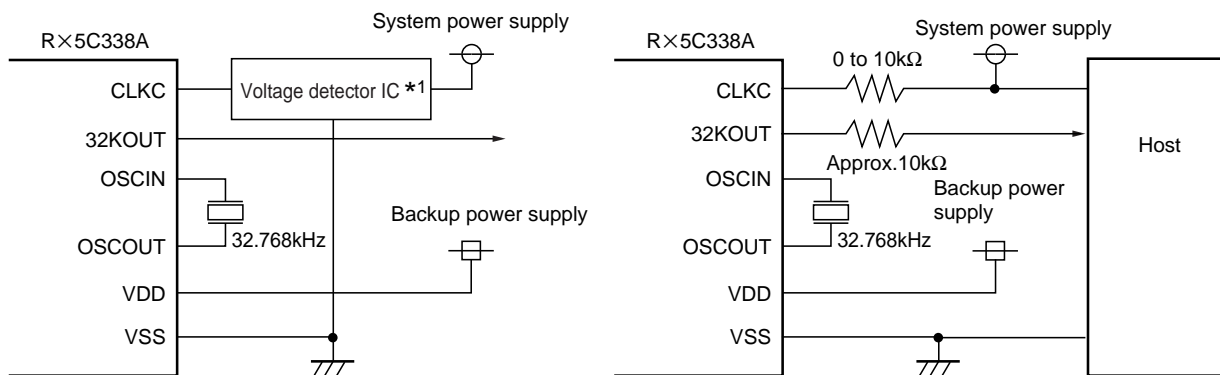 System power supply
R×5C338A
CLKC
Voltage detector IC *1
32KOUT
OSCIN
OSCOUT
32.768kHz
Backup power supply
VDD
VSS
System power supply
R×5C338A
0 to 10kΩ
CLKC
32KOUT
Approx.10kΩ
Host
OSCIN
OSCOUT
32.768kHz
Backup power
supply
VDD
VSS